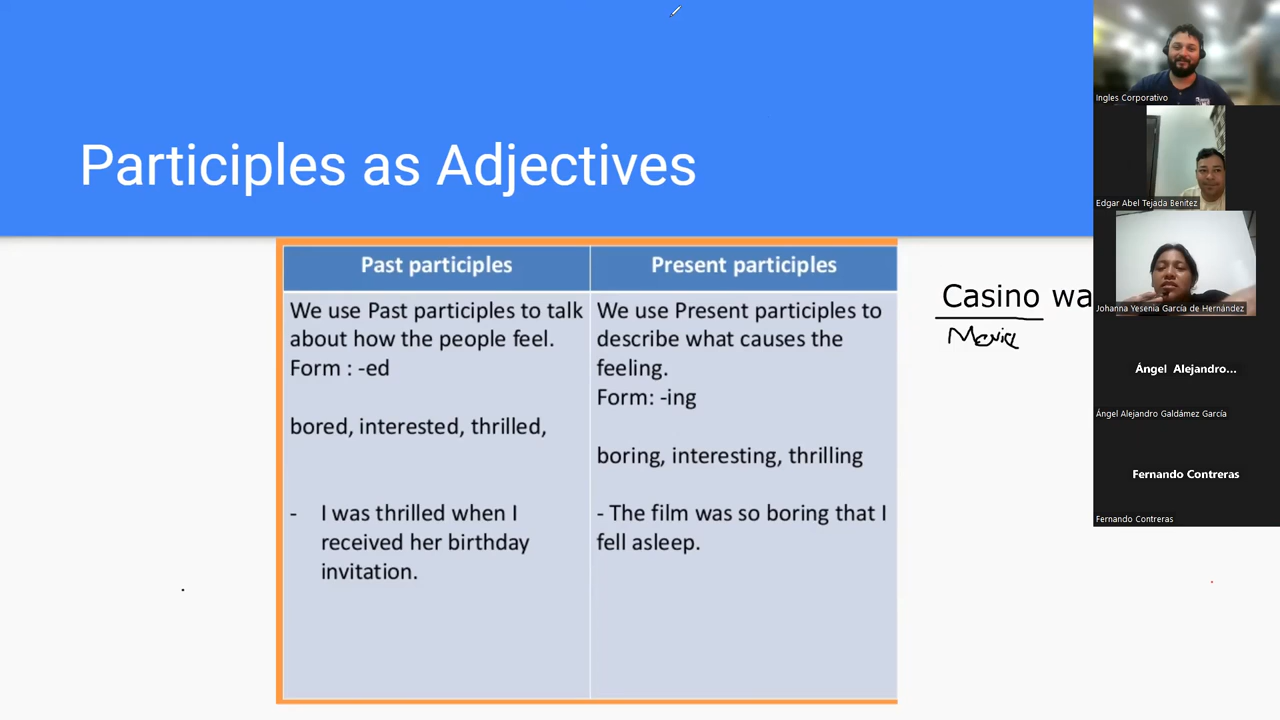 Participles as Adjectives
Past participles
We use Past participles to talk
about how the people feel.
Form : -ed
bored, interested, thrilled,
- I was thrilled when I
received her birthday
invitation.
Present participles
We use Present participles to
describe what causes the
feeling.
Form: -ing
boring, interesting, thrilling
- The film was so boring that I
fell asleep.
Casino wa
Ingles Corporativo
Edgar Abel Tejada Benitez
Johanna Yesenia García de Hernández
Ángel Alejandro...
Ángel Alejandro Galdámez García
Fernando Contreras
Fernando Contreras